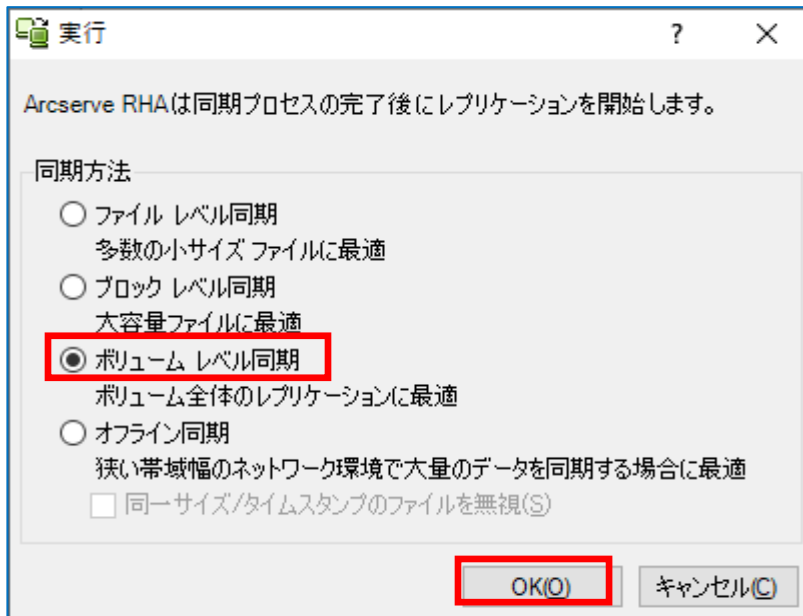 実行
?
Arcserve RHAは同期プロセスの完了後にレプリケーションを開始します。
同期方法
ファイル レベル同期
多数の小サイズ ファイルに最適
ブロック レベル同期
大容量ファイルに最適
ボリューム レベル同期
ボリューム全体のレプリケーションに最適
オフライン同期
狭い帯域幅のネットワーク環境で大量のデータを同期する場合に最適
同一サイズ/タイムスタンプのファイルを無視(S)
OK(O)
キャンセル(C)